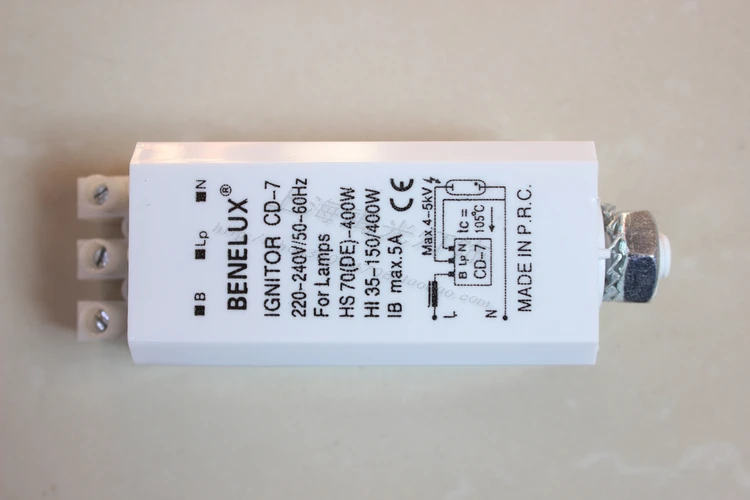 N
Lp
B
BENELUX®
IGNITOR CD-7
220-240V/50-60Hz
For Lamps
HS 70(DE)-400W
HI 35-150/400W
IB max.5A CE
Max.4-5kV
B Lp N
CD-7
Ic =
105°C
L N
MADE IN P.R.C.